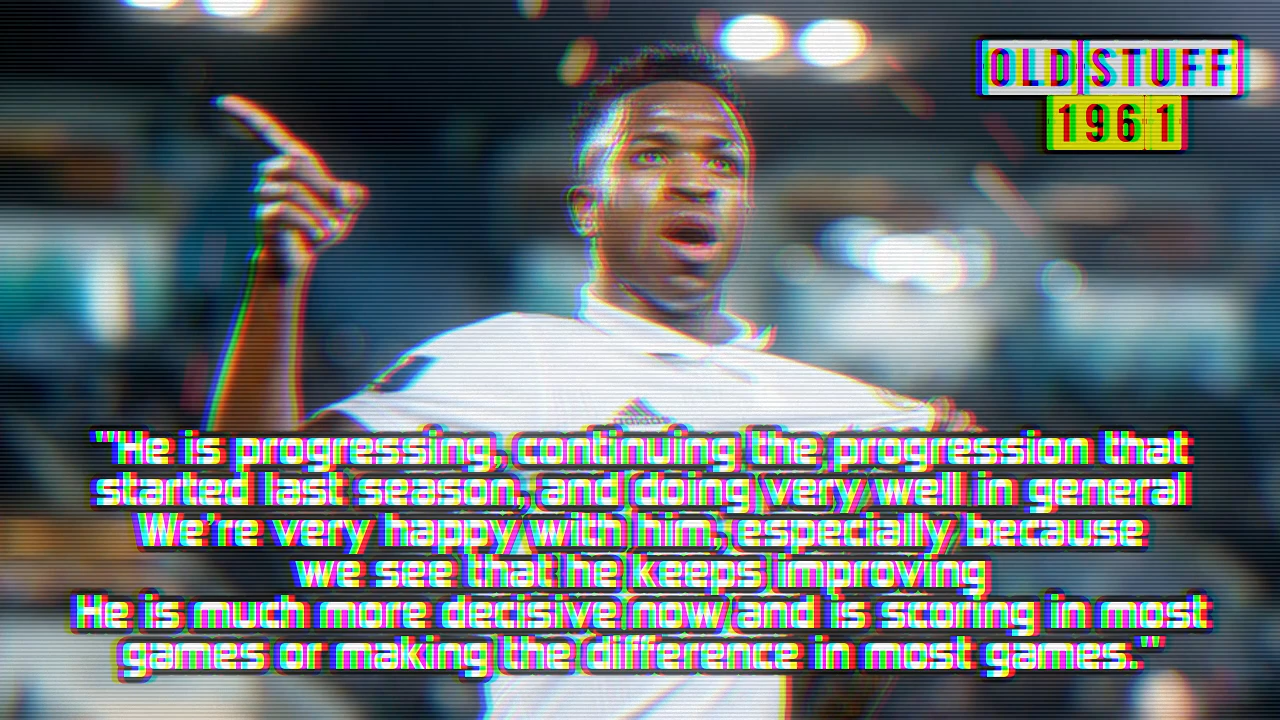 OLD STUFF
1961
"He is progressing, continuing the progression that
started last season, and doing very well in general
We're very happy with him, especially because
we see that he keeps improving
He is much more decisive now and is scoring in most
games or making the difference in most games."